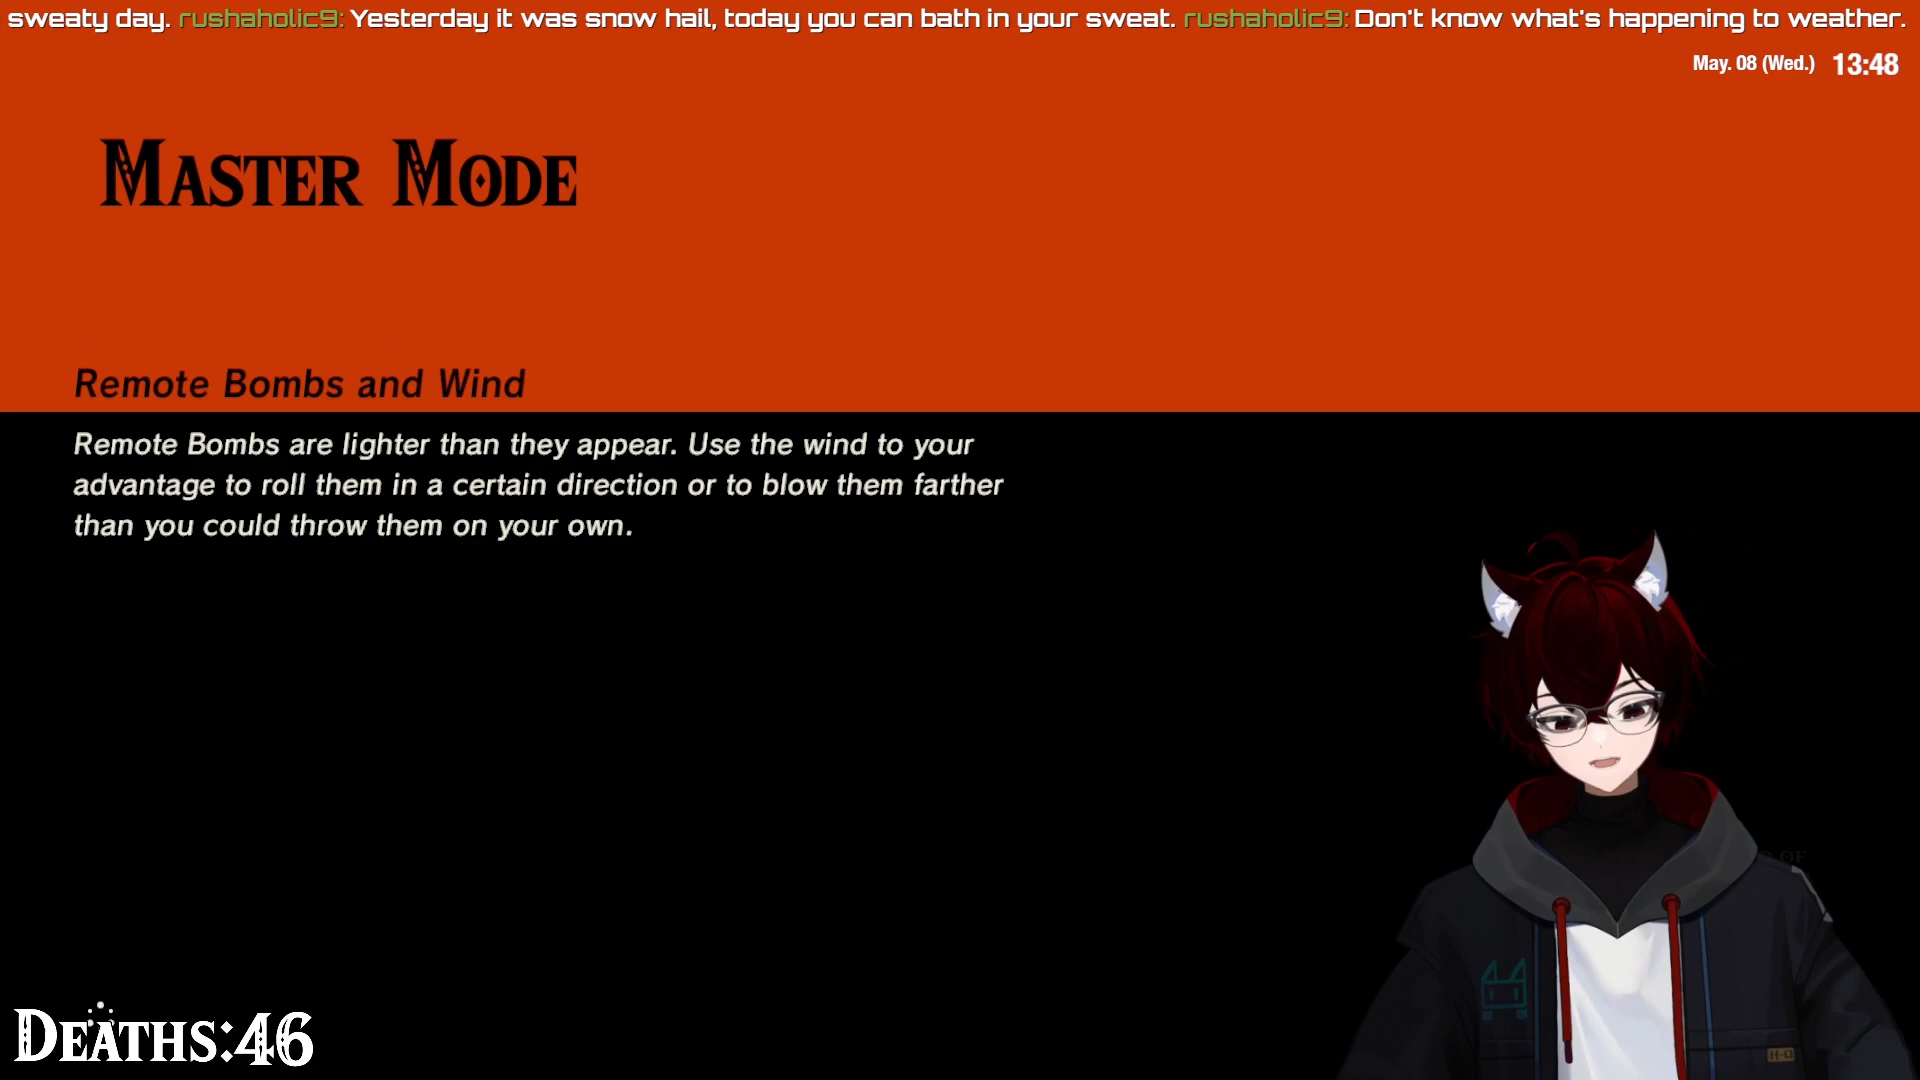 sweaty day. rushaholic9: Yesterday it was snow hail, today you can bath in your sweat. rushaholic9: Don't know what's happening to weather.
May. 08 (Wed.) 13:48
Master Mode
Remote Bombs and Wind
Remote Bombs are lighter than they appear. Use the wind to your
advantage to roll them in a certain direction or to blow them farther
than you could throw them on your own.
OF
Deaths:46